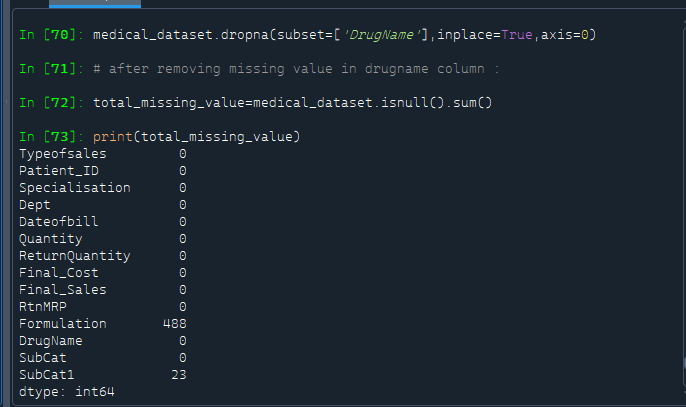 In [70]: medical_dataset.dropna(subset=['DrugName'],inplace=True,axis=0)
In [71]: # after removing missing value in drugname column :
In [72]: total_missing_value=medical_dataset.isnull().sum()
In [73]: print(total_missing_value)
Typeofsales 0
Patient_ID 0
Specialisation 0
Dept 0
Dateofbill 0
Quantity 0
ReturnQuantity 0
Final_Cost 0
Final_Sales 0
RtnMRP 0
Formulation 488
DrugName 0
SubCat 0
SubCat1 23
dtype: int64